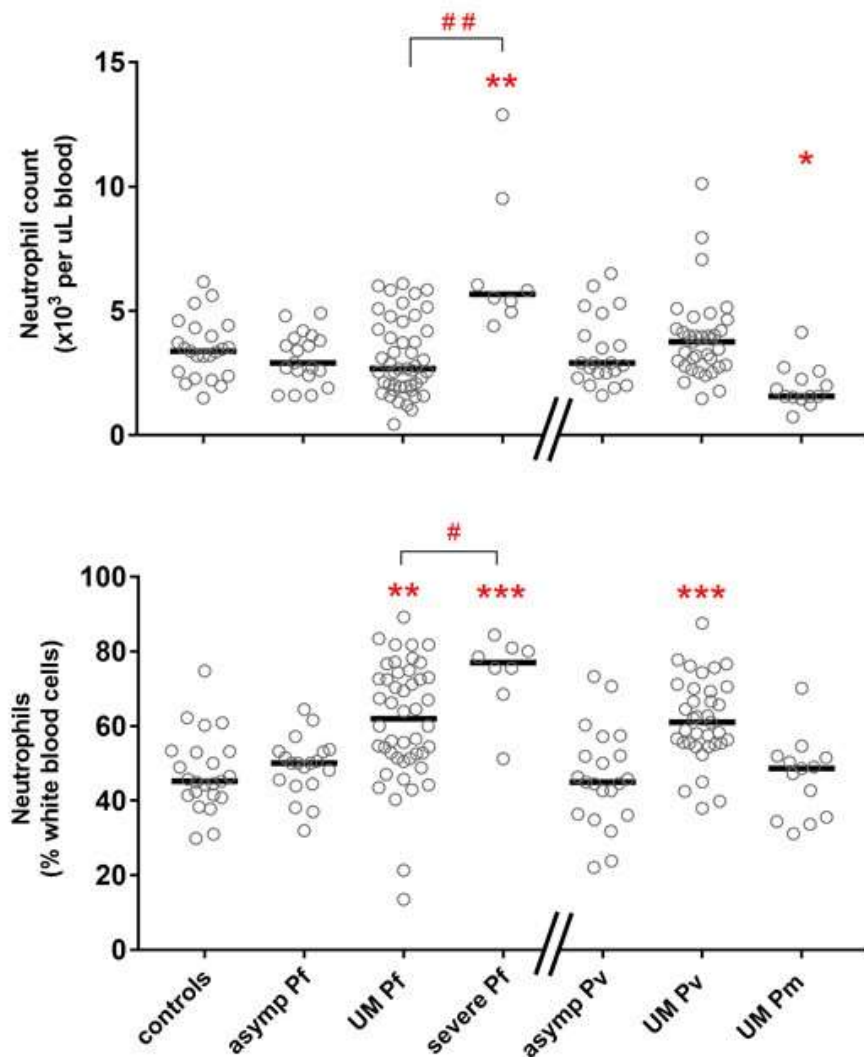 # #
**
*
15
10
5
0
Neutrophil count
(x10³ per uL blood)
#
**
***
***
100
80
60
40
20
0
Neutrophils
(% white blood cells)
controls
asymp Pf
UM Pf
severe Pf
asymp Pv
UM Pv
UM Pm